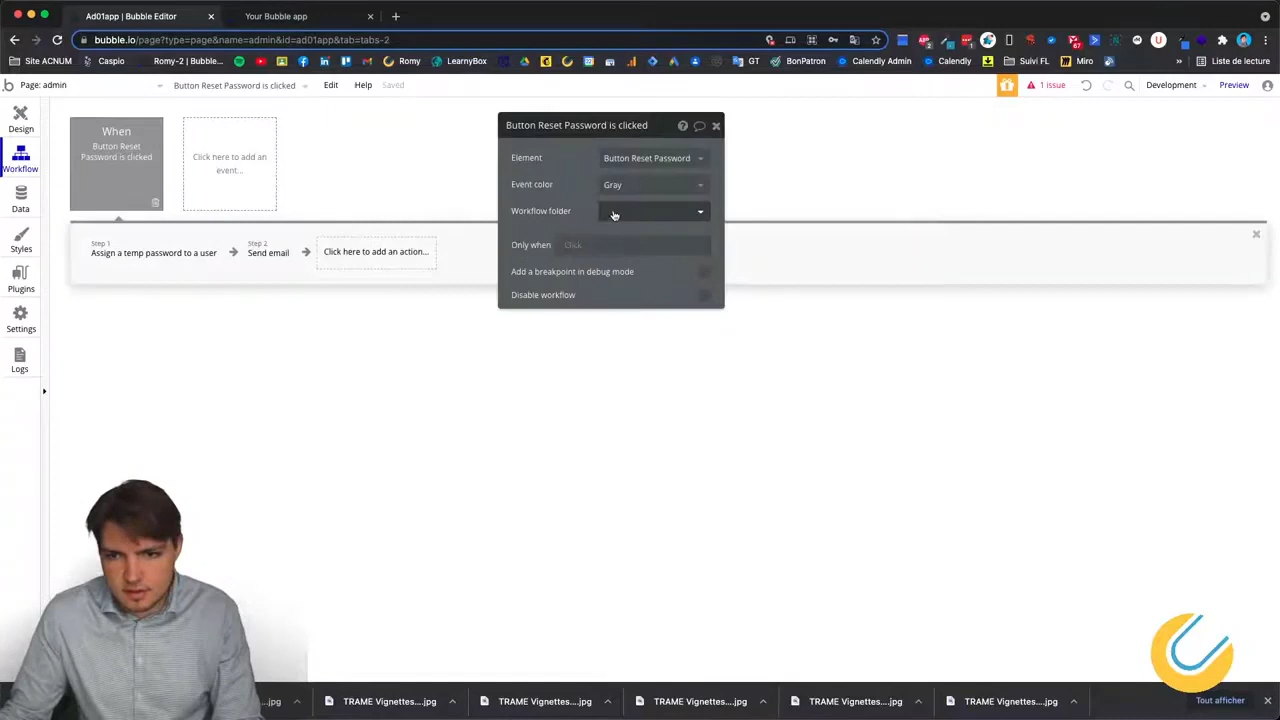 Ad01app | Bubble Editor
Your Bubble app
bubble.io/page?type=page&name=admin&id=ad01app&tab=tabs-2
Site ACNUM
Caspio
Romy-2 | Bubble...
Romy
LearnyBox
GT
BonPatron
Calendly Admin
Calendly
Suivi FL
Miro
»
Liste de lecture
Page: admin
Button Reset Password is clicked
Edit
Help
Saved
1 issue
Development
Preview
Design
Workflow
Data
Styles
Plugins
Settings
Logs
When
Button Reset
Password is clicked
Click here to add an
event...
Step 1
Assign a temp password to a user
Step 2
Send email
Click here to add an action...
Button Reset Password is clicked
Element
Button Reset Password
Event color
Gray
Workflow folder
Only when
Click
Add a breakpoint in debug mode
Disable workflow
....jpg
TRAME Vignettes....jpg
TRAME Vignettes....jpg
TRAME Vignettes....jpg
TRAME Vignettes....jpg
TRAME Vignettes....jpg
Tout afficher